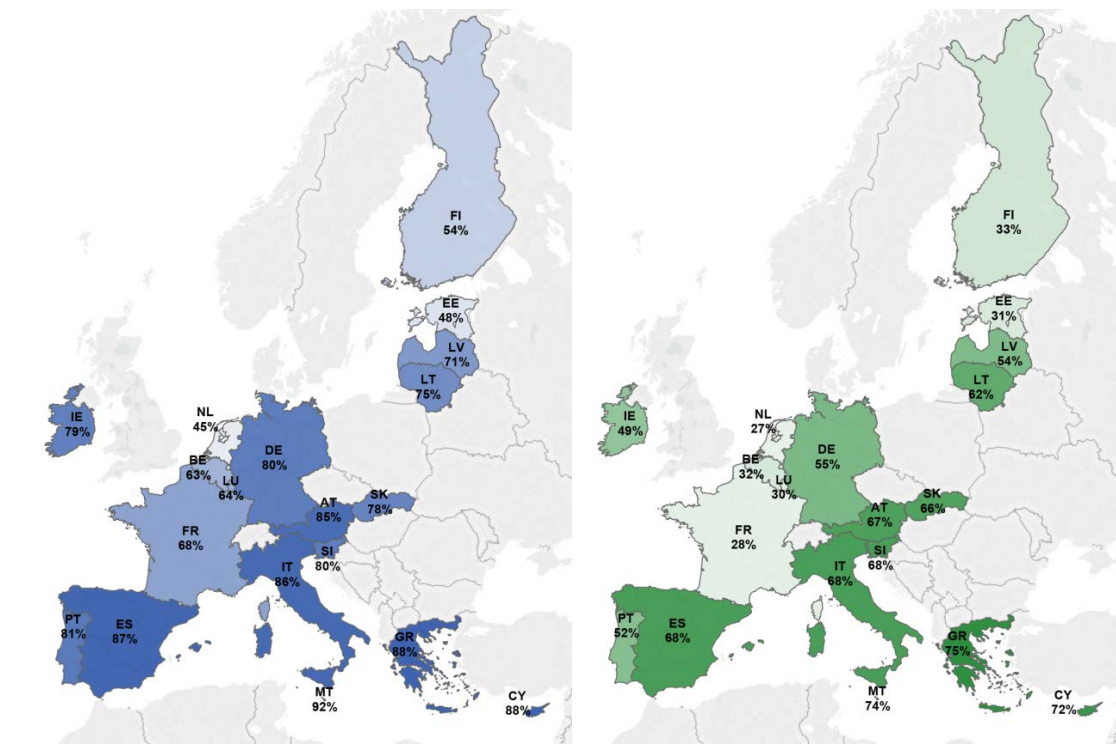 FI
54%
EE
48%
LV
71%
LT
75%
IE
79%
NL
45%
BE
63%
LU
64%
DE
80%
FR
68%
AT
85%
SK
78%
SI
80%
IT
86%
PT
81%
ES
87%
GR
88%
MT
92%
CY
88%
FI
33%
EE
31%
LV
54%
LT
62%
IE
49%
NL
27%
BE
32%
LU
30%
DE
55%
FR
28%
AT
67%
SK
66%
SI
68%
IT
68%
PT
52%
ES
68%
GR
75%
MT
74%
CY
72%